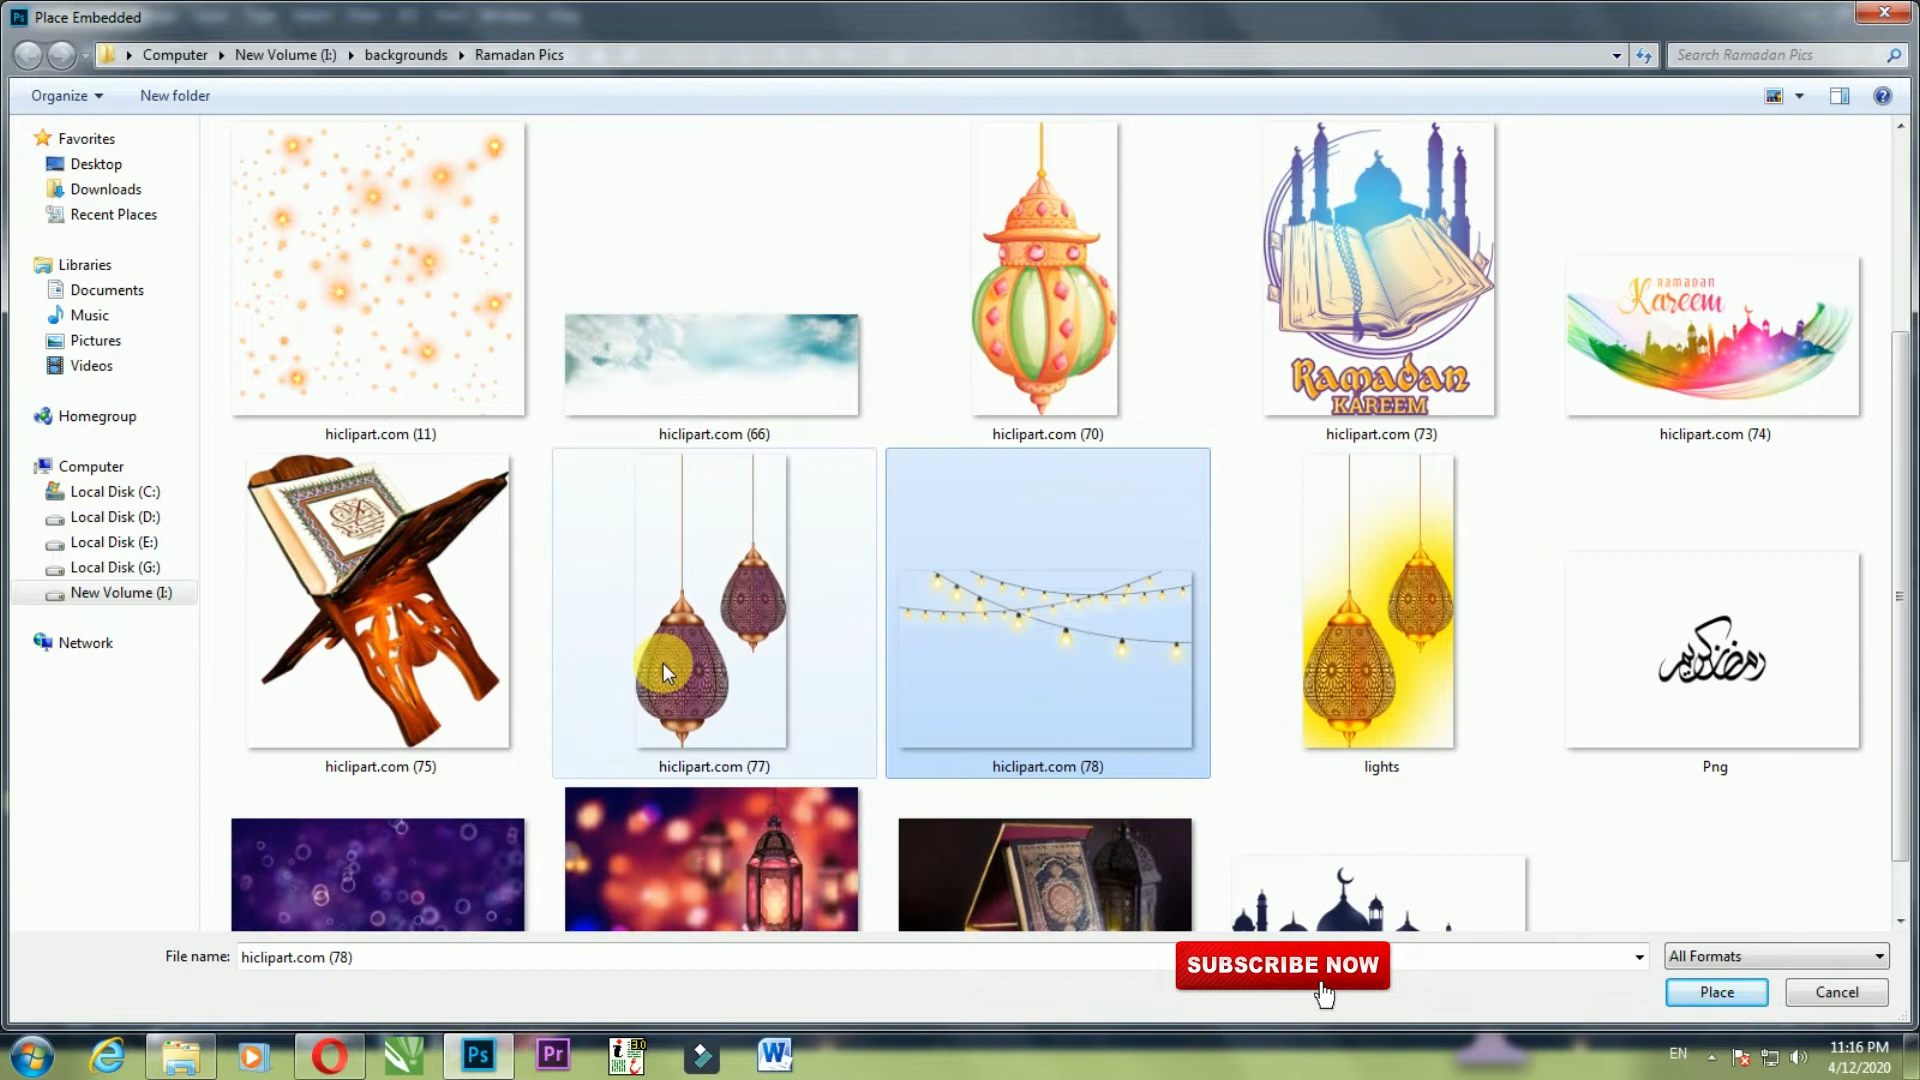 Place Embedded
Computer
New Volume (I:)
backgrounds
Ramadan Pics
Search Ramadan Pics
Organize
New folder
Favorites
Desktop
Downloads
Recent Places
Libraries
Documents
Music
Pictures
Videos
Homegroup
Computer
Local Disk (C:)
Local Disk (D:)
Local Disk (E:)
Local Disk (G:)
New Volume (I:)
Network
Ramadan
KAREEM
RAMADAN
Kareem
hiclipart.com (11)
hiclipart.com (66)
hiclipart.com (70)
hiclipart.com (73)
hiclipart.com (74)
رمضان كريم
hiclipart.com (75)
hiclipart.com (77)
hiclipart.com (78)
lights
Png
File name:
hiclipart.com (78)
SUBSCRIBE NOW
All Formats
Place
Cancel
Ps
Pr
EN
11:16 PM
4/12/2020